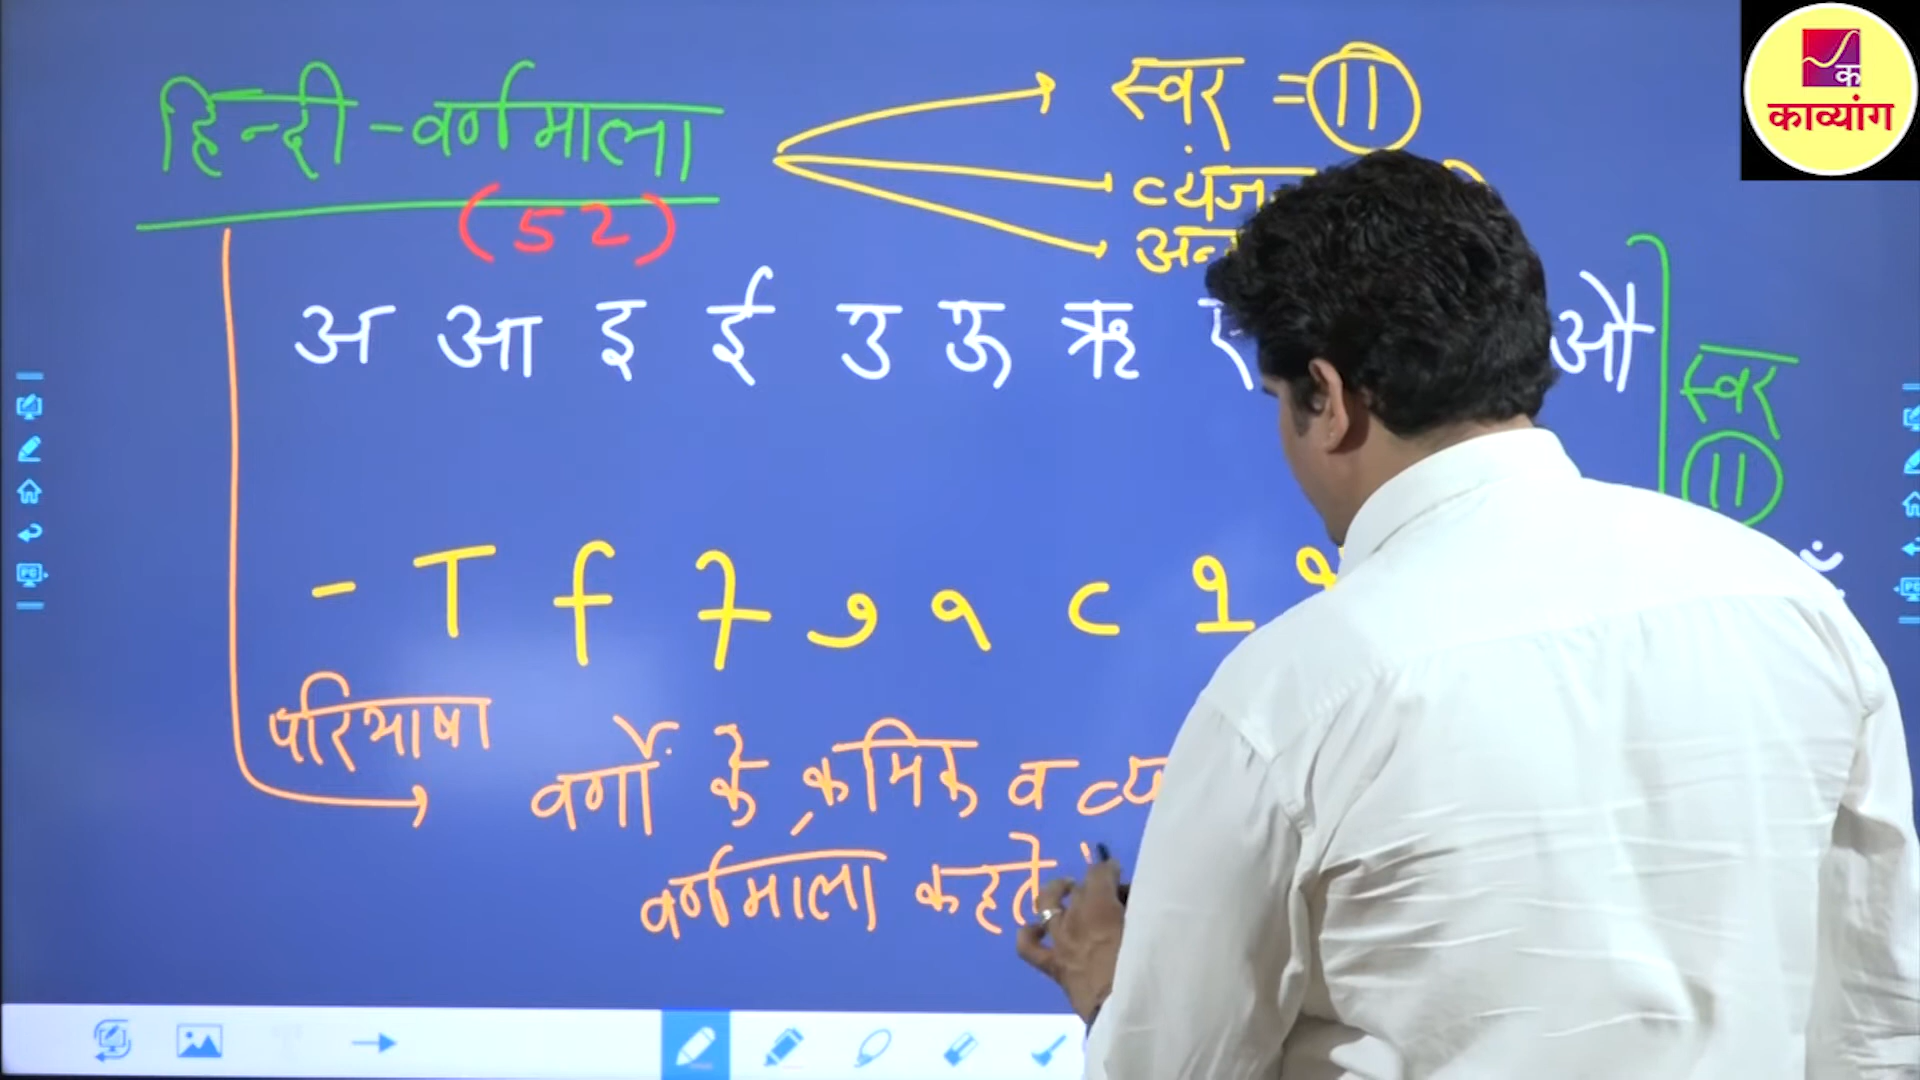 हिन्दी-वर्णमाला
(52)
स्वर = 11
अ आ इ ई उ ऊ ऋ औ
स्वर
11
- ा ि ी ु ू ृ े
परिभाषा
वर्णों के क्रमिक व
वर्णमाला कहते
क
काव्यांग